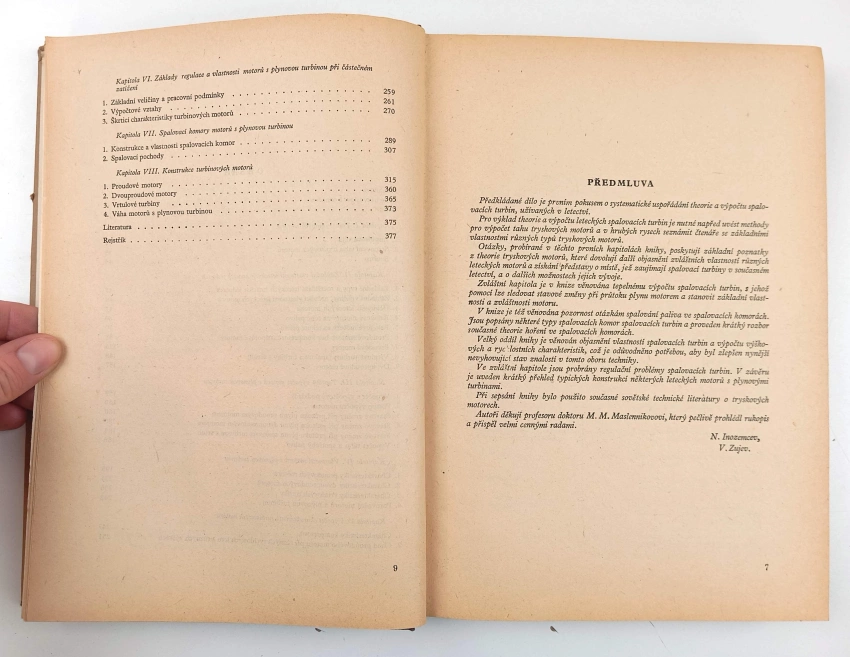 Kapitola VI. Základy regulace a vlastnosti motorů s plynovou turbinou při částečném
zatížení
1. Základní veličiny a pracovní podmínky . . . . . . . . . . . . . . . . 259
2. Výpočtové vztahy . . . . . . . . . . . . . . . . . . . . . . 261
3. Škrticí charakteristiky turbinových motorů . . . . . . . . . . . . . . . 270
Kapitola VII. Spalovací komory motorů s plynovou turbinou
1. Konstrukce a vlastnosti spalovacích komor . . . . . . . . . . . . . . . 289
2. Spalovací pochody . . . . . . . . . . . . . . . . . . . . . . 307
Kapitola VIII. Konstrukce turbinových motorů
1. Proudové motory . . . . . . . . . . . . . . . . . . . . . . 315
2. Dvouproudové motory . . . . . . . . . . . . . . . . . . . . . 360
3. Vrtulové turbiny . . . . . . . . . . . . . . . . . . . . . . 365
4. Váha motorů s plynovou turbinou . . . . . . . . . . . . . . . . . 373
Literatura . . . . . . . . . . . . . . . . . . . . . . . . . 375
Rejstřík . . . . . . . . . . . . . . . . . . . . . . . . . . 377
9
PŘEDMLUVA
Předkládané dílo je prvním pokusem o systematické uspořádání theorie a výpočtu spalo-
vacích turbin, užívaných v letectví.
Pro výklad theorie a výpočtu leteckých spalovacích turbin je nutné napřed uvést methody
pro výpočet tahu tryskových motorů a v hrubých rysech seznámit čtenáře se základními
vlastnostmi různých typů tryskových motorů.
Otázky, probírané v těchto prvních kapitolách knihy, poskytují základní poznatky
z theorie tryskových motorů, které dovolují další objasnění zvláštních vlastností různých
leteckých motorů a získání představy o místě, jež zaujímají spalovací turbiny v současném
letectví, a o dalších možnostech jejich vývoje.
Zvláštní kapitola je v knize věnována tepelnému výpočtu spalovacích turbin, s jehož
pomocí lze sledovat stavové změny při průtoku plynu motorem a stanovit základní vlast-
nosti a zvláštnosti motoru.
V knize je též věnována pozornost otázkám spalování paliva ve spalovacích komorách.
Jsou popsány některé typy spalovacích komor spalovacích turbin a proveden krátký rozbor
současné theorie hoření ve spalovacích komorách.
Velký oddíl knihy je věnován objasnění vlastností spalovacích turbin a výpočtu výško-
vých a rychlostních charakteristik, což je odůvodněno potřebou, aby byl zlepšen nynější
nevyhovující stav znalostí v tomto oboru techniky.
Ve zvláštní kapitole jsou probrány regulační problémy spalovacích turbin. V závěru
je uveden krátký přehled typických konstrukcí některých leteckých motorů s plynovými
turbinami.
Při sepsání knihy bylo použito současné sovětské technické literatury o tryskových
motorech.
Autoři děkují profesoru doktoru M. M. Maslennikovovi, který pečlivě prohlédl rukopis
a přispěl velmi cennými radami.
N. Inozemcev,
V. Zujev.
7